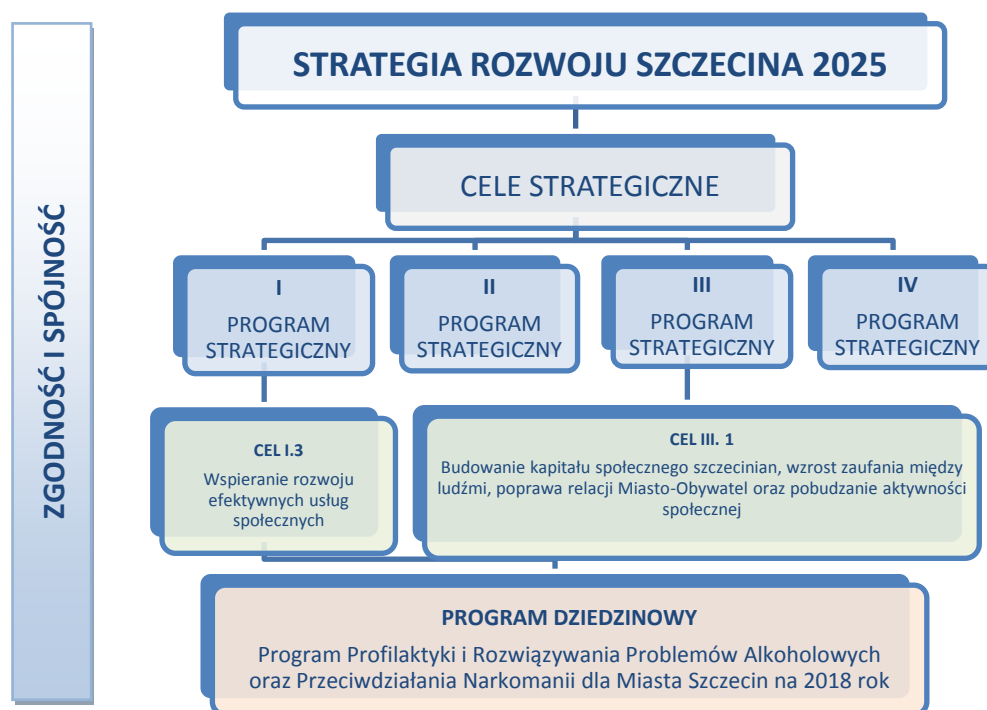 ZGODNOŚĆ I SPÓJNOŚĆ
STRATEGIA ROZWOJU SZCZECINA 2025
CELE STRATEGICZNE
I
PROGRAM
STRATEGICZNY
II
PROGRAM
STRATEGICZNY
III
PROGRAM
STRATEGICZNY
IV
PROGRAM
STRATEGICZNY
CEL I.3
Wspieranie rozwoju
efektywnych usług
społecznych
CEL III. 1
Budowanie kapitału społecznego szczecinian, wzrost zaufania między
ludźmi, poprawa relacji Miasto-Obywatel oraz pobudzanie aktywności
społecznej
PROGRAM DZIEDZINOWY
Program Profilaktyki i Rozwiązywania Problemów Alkoholowych
oraz Przeciwdziałania Narkomanii dla Miasta Szczecin na 2018 rok